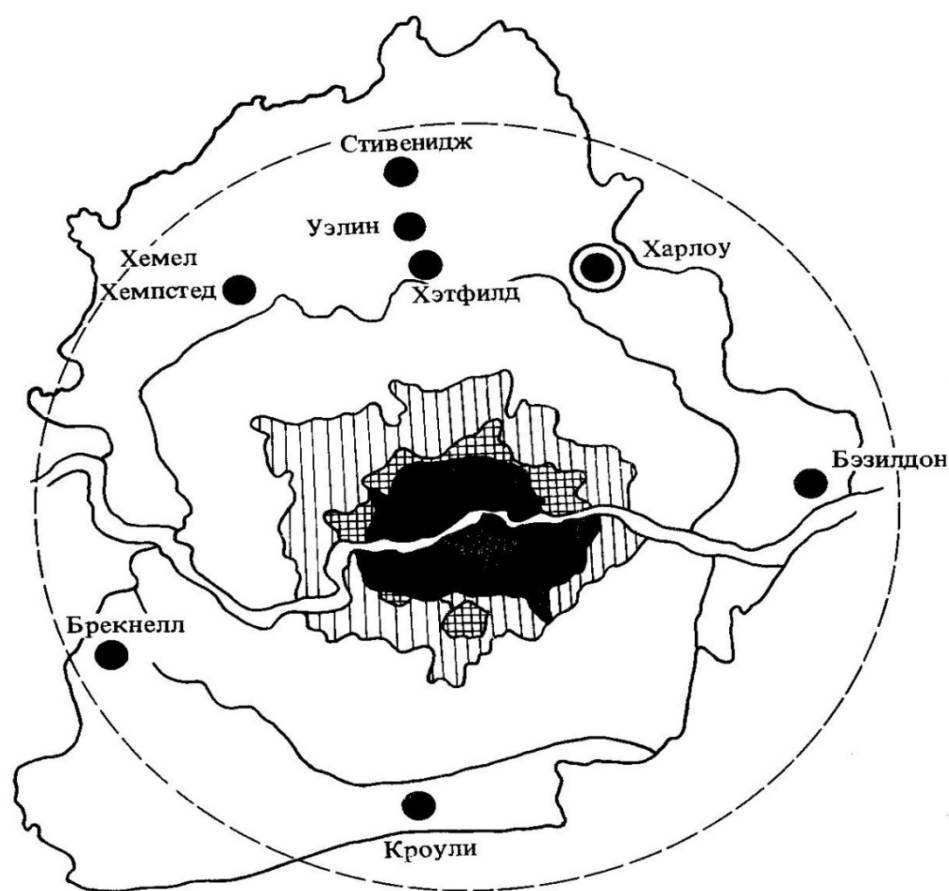 Стивенидж
Уэлин
Хемел
Хемпстед
Хэтфилд
Харлоу
Бэзилдон
Брекнелл
Кроули